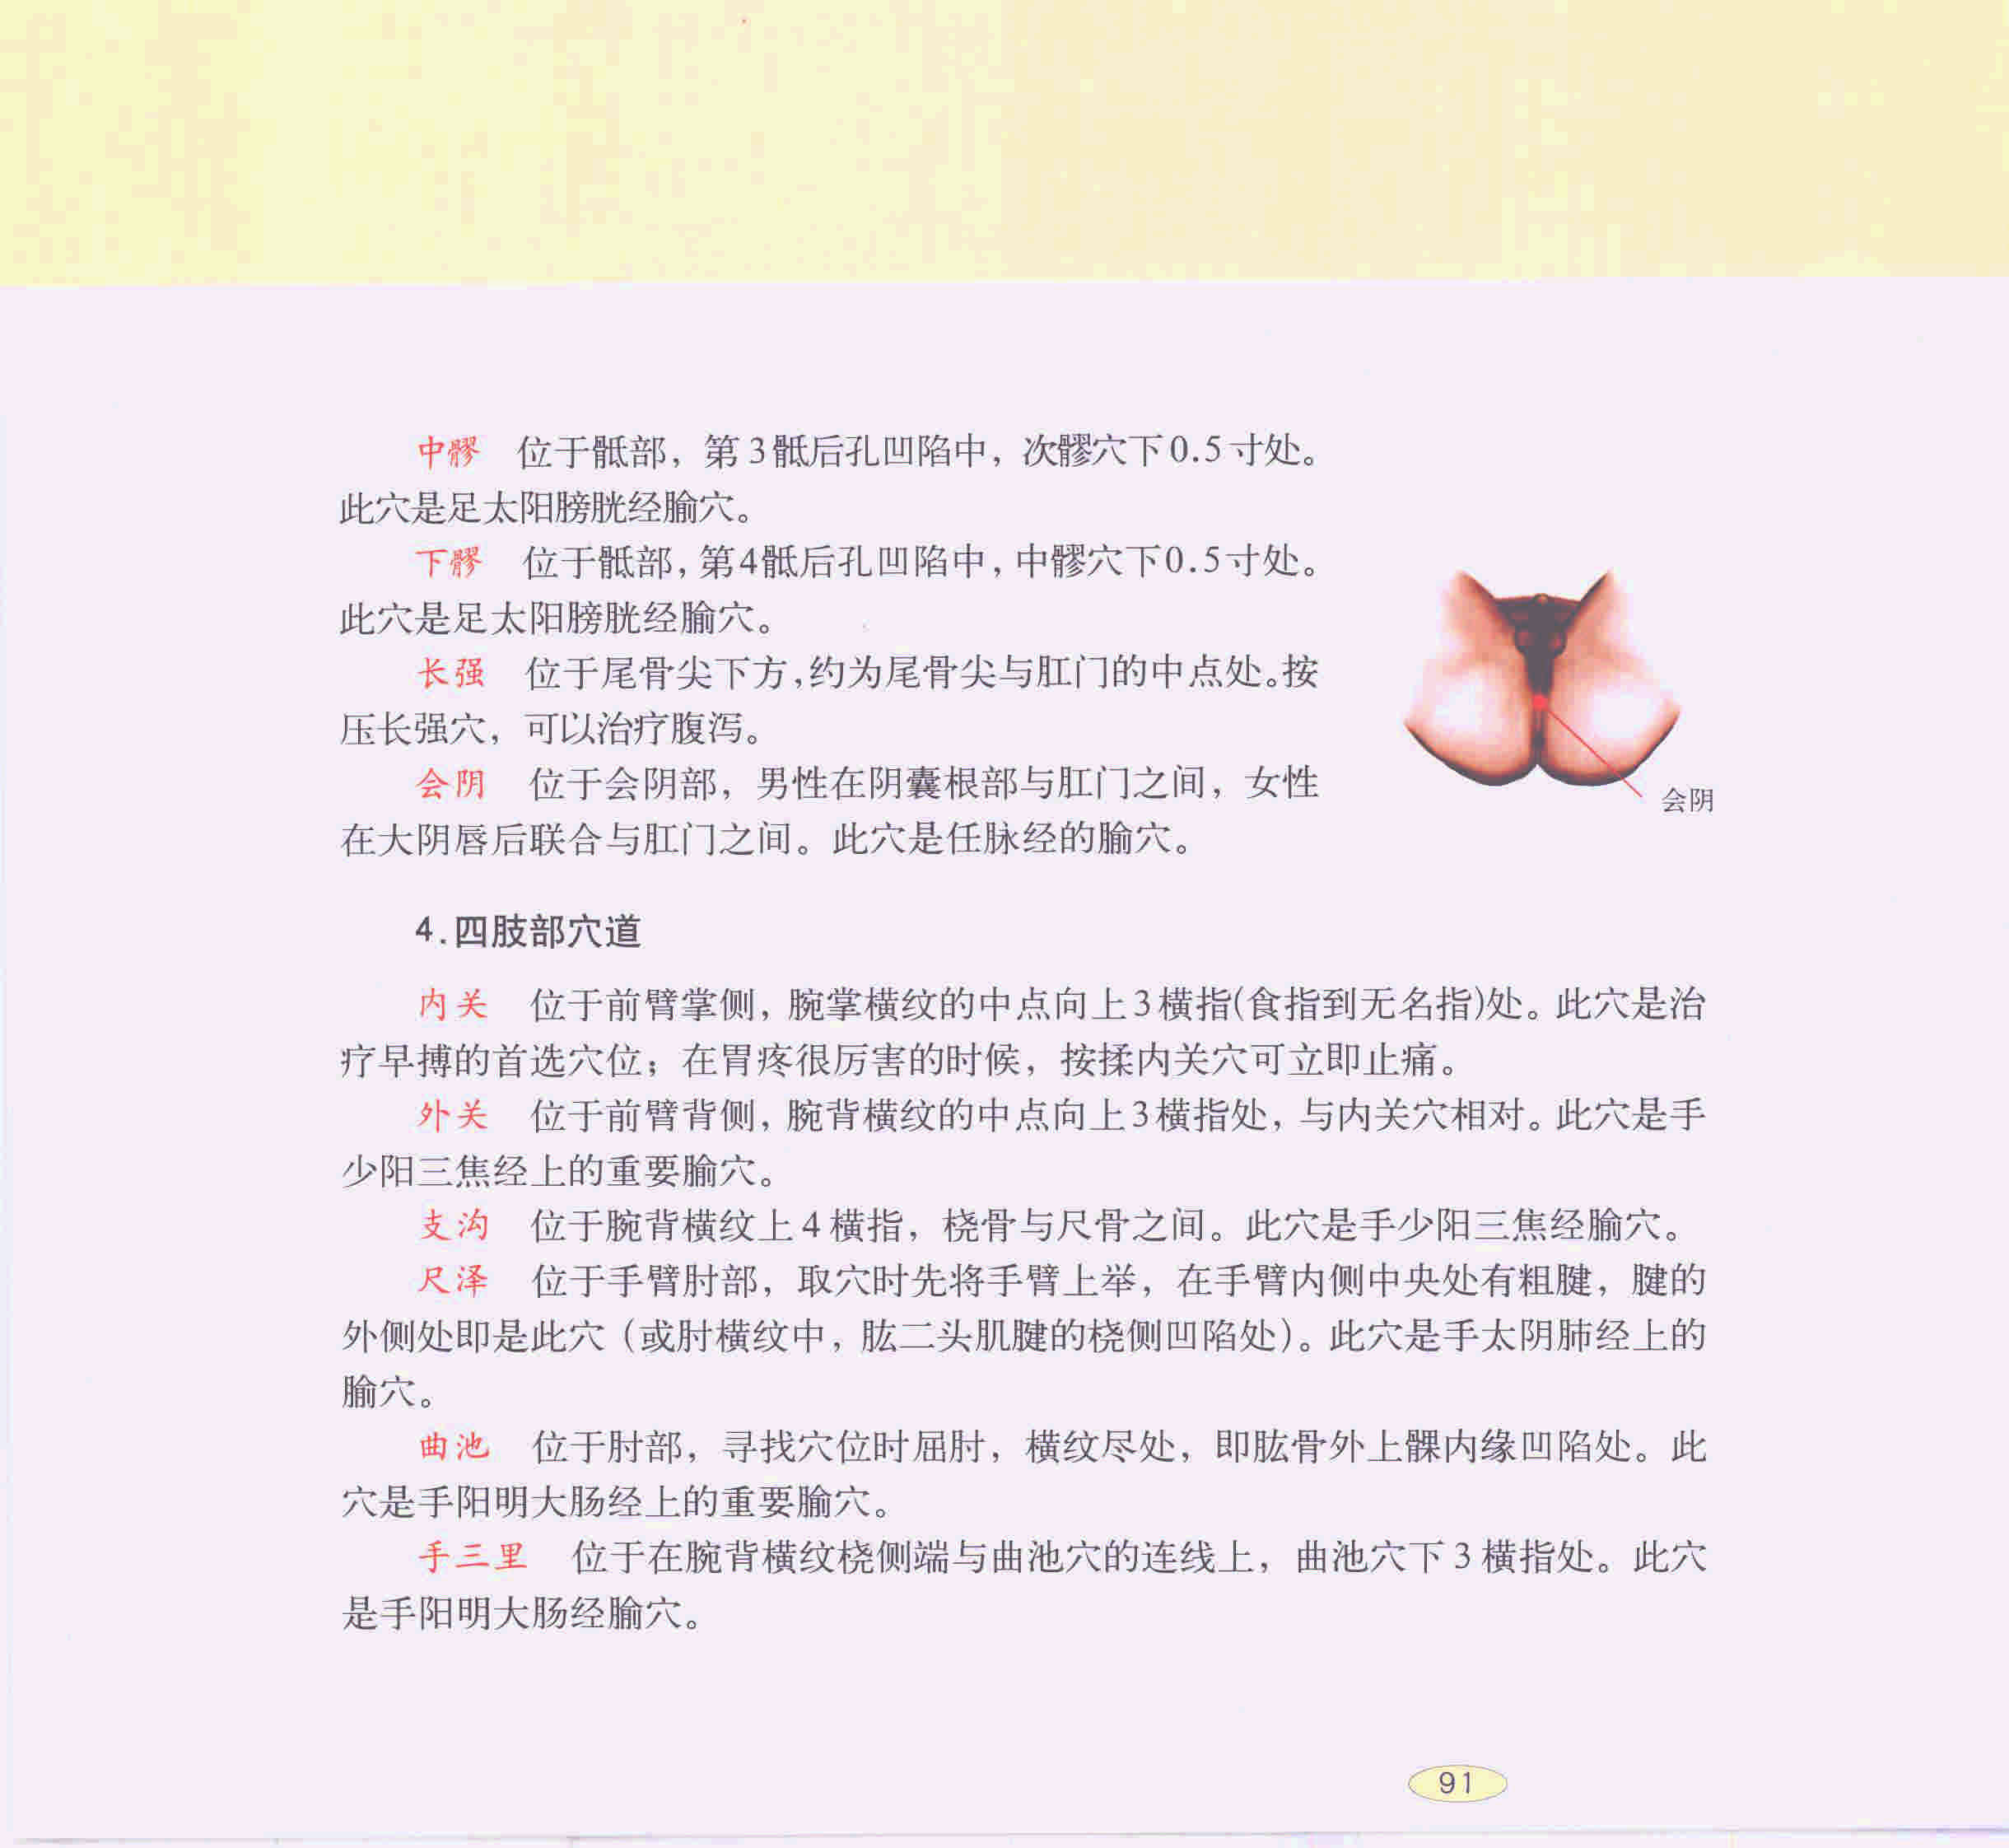 中髎 位于骶部，第3骶后孔凹陷中，次髎穴下0.5寸处。
此穴是足太阳膀胱经腧穴。
下髎 位于骶部，第4骶后孔凹陷中，中髎穴下0.5寸处。
此穴是足太阳膀胱经腧穴。
长强 位于尾骨尖下方，约为尾骨尖与肛门的中点处。按
压长强穴，可以治疗腹泻。
会阴 位于会阴部，男性在阴囊根部与肛门之间，女性
在大阴唇后联合与肛门之间。此穴是任脉经的腧穴。
会阴
4.四肢部穴道
内关 位于前臂掌侧，腕掌横纹的中点向上3横指(食指到无名指)处。此穴是治
疗早搏的首选穴位；在胃疼很厉害的时候，按揉内关穴可立即止痛。
外关 位于前臂背侧，腕背横纹的中点向上3横指处，与内关穴相对。此穴是手
少阳三焦经上的重要腧穴。
支沟 位于腕背横纹上4横指，桡骨与尺骨之间。此穴是手少阳三焦经腧穴。
尺泽 位于手臂肘部，取穴时先将手臂上举，在手臂内侧中央处有粗腱，腱的
外侧处即是此穴（或肘横纹中，肱二头肌腱的桡侧凹陷处）。此穴是手太阴肺经上的
腧穴。
曲池 位于肘部，寻找穴位时屈肘，横纹尽处，即肱骨外上髁内缘凹陷处。此
穴是手阳明大肠经上的重要腧穴。
手三里 位于在腕背横纹桡侧端与曲池穴的连线上，曲池穴下3横指处。此穴
是手阳明大肠经腧穴。
91